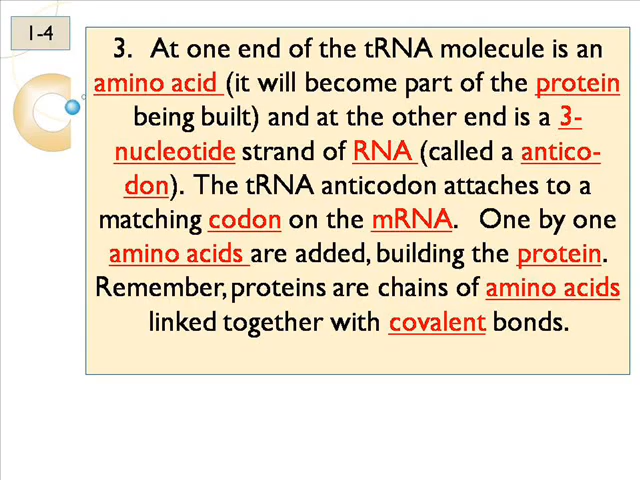 1-4
3. At one end of the tRNA molecule is an
amino acid (it will become part of the protein
being built) and at the other end is a 3-
nucleotide strand of RNA (called a antico-
don). The tRNA anticodon attaches to a
matching codon on the mRNA. One by one
amino acids are added, building the protein.
Remember, proteins are chains of amino acids
linked together with covalent bonds.